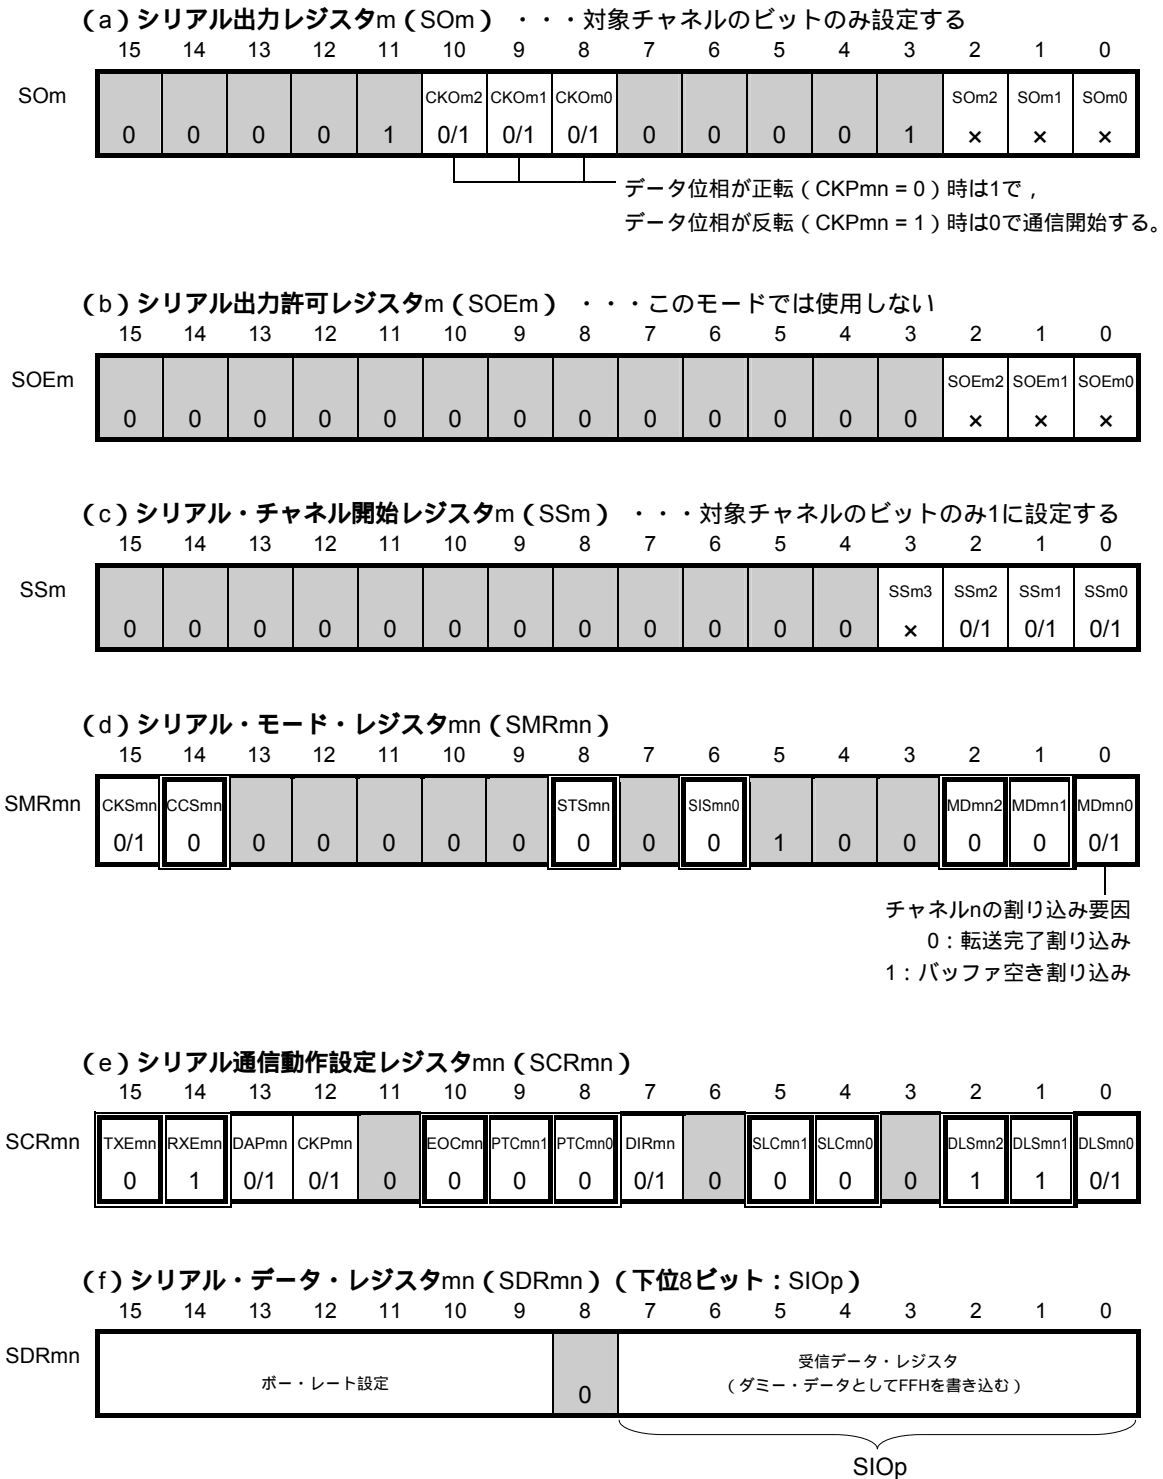 (a)シリアル出力レジスタm(SOm) ・・・対象チャネルのビットのみ設定する
15 14 13 12 11 10 9 8 7 6 5 4 3 2 1 0
SOm
CKOm2 CKOm1 CKOm0 SOm2 SOm1 SOm0
0 0 0 0 1 0/1 0/1 0/1 0 0 0 0 1 × × ×
データ位相が正転(CKPmn = 0)時は1で,
データ位相が反転(CKPmn = 1)時は0で通信開始する。
(b)シリアル出力許可レジスタm(SOEm) ・・・このモードでは使用しない
15 14 13 12 11 10 9 8 7 6 5 4 3 2 1 0
SOEm
SOEm2 SOEm1 SOEm0
0 0 0 0 0 0 0 0 0 0 0 0 0 × × ×
(c)シリアル・チャネル開始レジスタm(SSm) ・・・対象チャネルのビットのみ1に設定する
15 14 13 12 11 10 9 8 7 6 5 4 3 2 1 0
SSm
SSm3 SSm2 SSm1 SSm0
0 0 0 0 0 0 0 0 0 0 0 0 × 0/1 0/1 0/1
(d)シリアル・モード・レジスタmn(SMRmn)
15 14 13 12 11 10 9 8 7 6 5 4 3 2 1 0
SMRmn
CKSmn CCSmn STSmn SISmn0 MDmn2 MDmn1 MDmn0
0/1 0 0 0 0 0 0 0 0 0 1 0 0 0 0 0/1
チャネルnの割り込み要因
0:転送完了割り込み
1:バッファ空き割り込み
(e)シリアル通信動作設定レジスタmn(SCRmn)
15 14 13 12 11 10 9 8 7 6 5 4 3 2 1 0
SCRmn
TXEmn RXEmn DAPmn CKPmn EOCmn PTCmn1 PTCmn0 DIRmn SLCmn1 SLCmn0 DLSmn2 DLSmn1 DLSmn0
0 1 0/1 0/1 0 0 0 0 0/1 0 0 0 0 1 1 0/1
(f)シリアル・データ・レジスタmn(SDRmn)(下位8ビット:SIOp)
15 14 13 12 11 10 9 8 7 6 5 4 3 2 1 0
SDRmn
ボー・レート設定
0
受信データ・レジスタ
(ダミー・データとしてFFHを書き込む)
SIOp